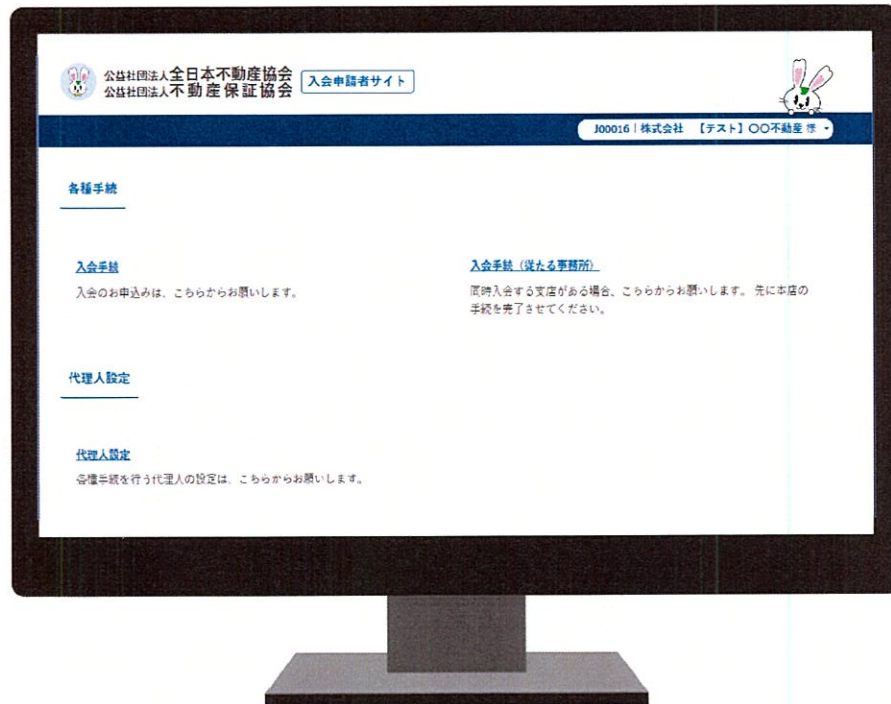 公益社団法人全日本不動産協会
公益社団法人不動産保証協会
入会申請者サイト
J00016 | 株式会社 【テスト】〇〇不動産 様
各種手続
入会手続
入会のお申込みは、こちらからお願いします。
入会手続（従たる事務所）
同時入会する支店がある場合、こちらからお願いします。 先に本店の
手続を完了させてください。
代理人設定
代理人設定
各種手続を行う代理人の設定は、こちらからお願いします。